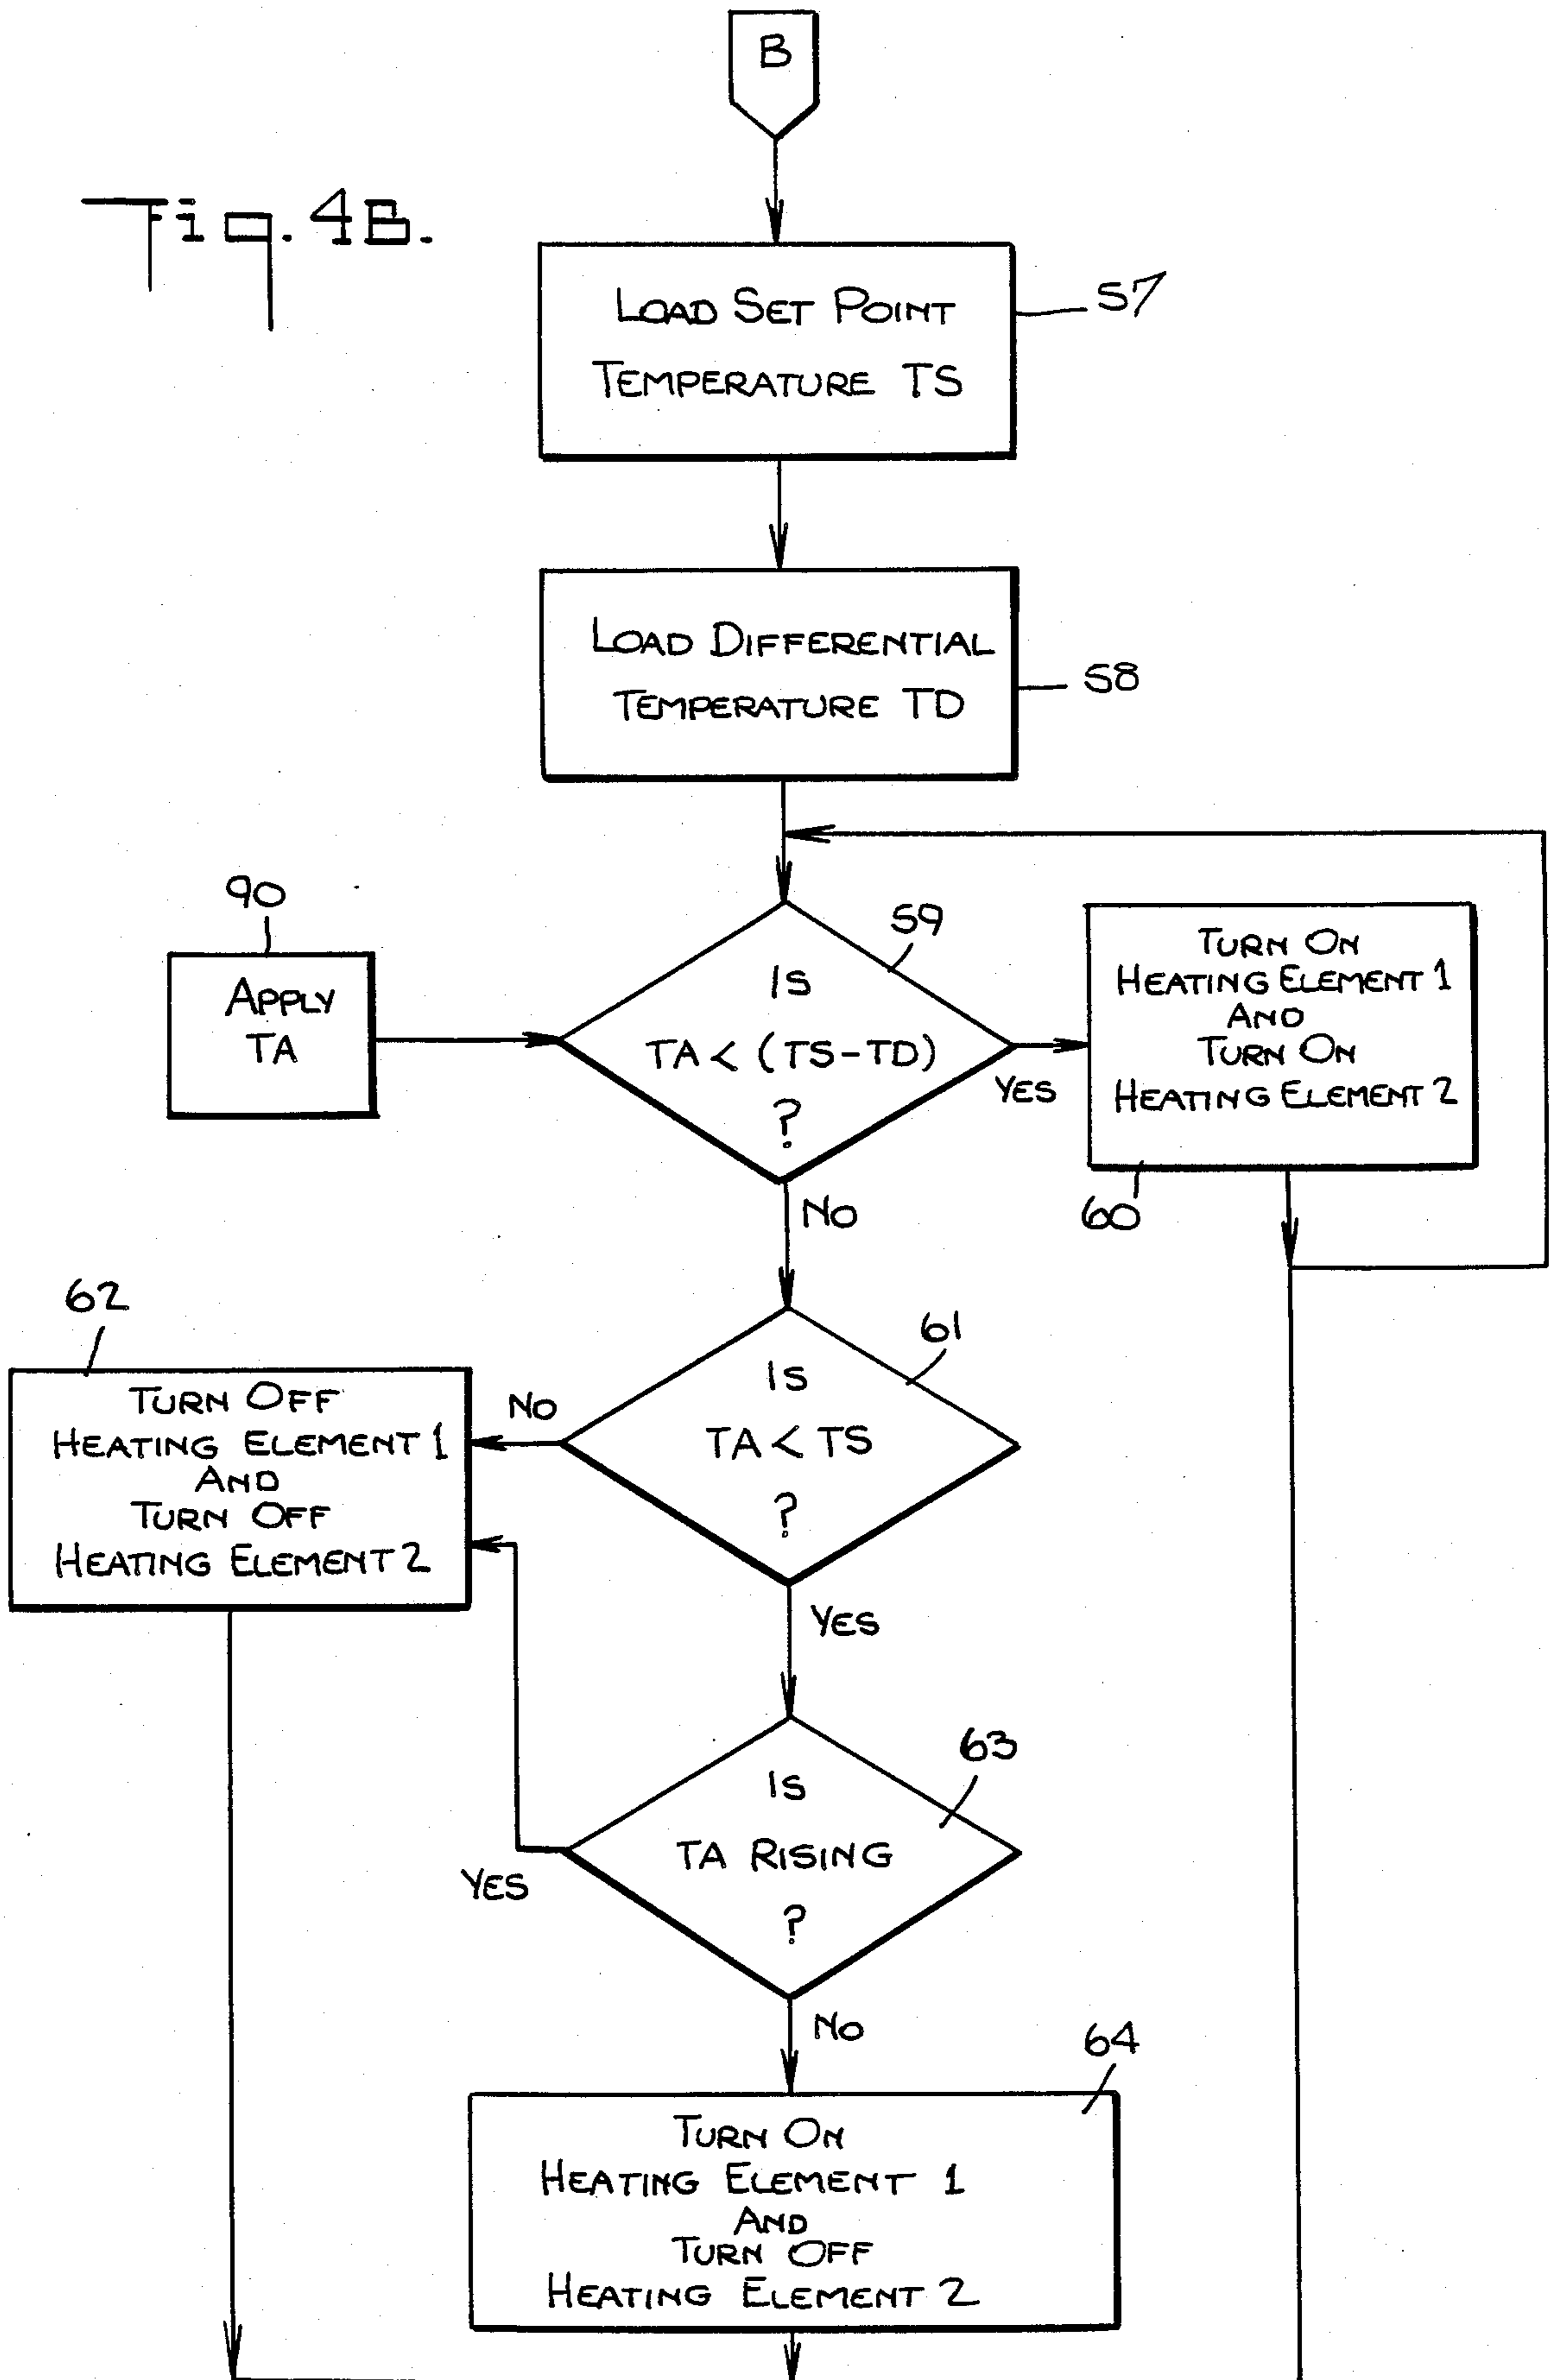 B
Fig. 4B.
LOAD SET POINT
TEMPERATURE TS
57
LOAD DIFFERENTIAL
TEMPERATURE TD
58
90
APPLY
TA
59
IS
TA < (TS-TD)
?
YES
TURN ON
HEATING ELEMENT 1
AND
TURN ON
HEATING ELEMENT 2
60
NO
62
TURN OFF
HEATING ELEMENT 1
AND
TURN OFF
HEATING ELEMENT 2
NO
61
IS
TA < TS
?
YES
63
IS
TA RISING
?
YES
NO
64
TURN ON
HEATING ELEMENT 1
AND
TURN OFF
HEATING ELEMENT 2